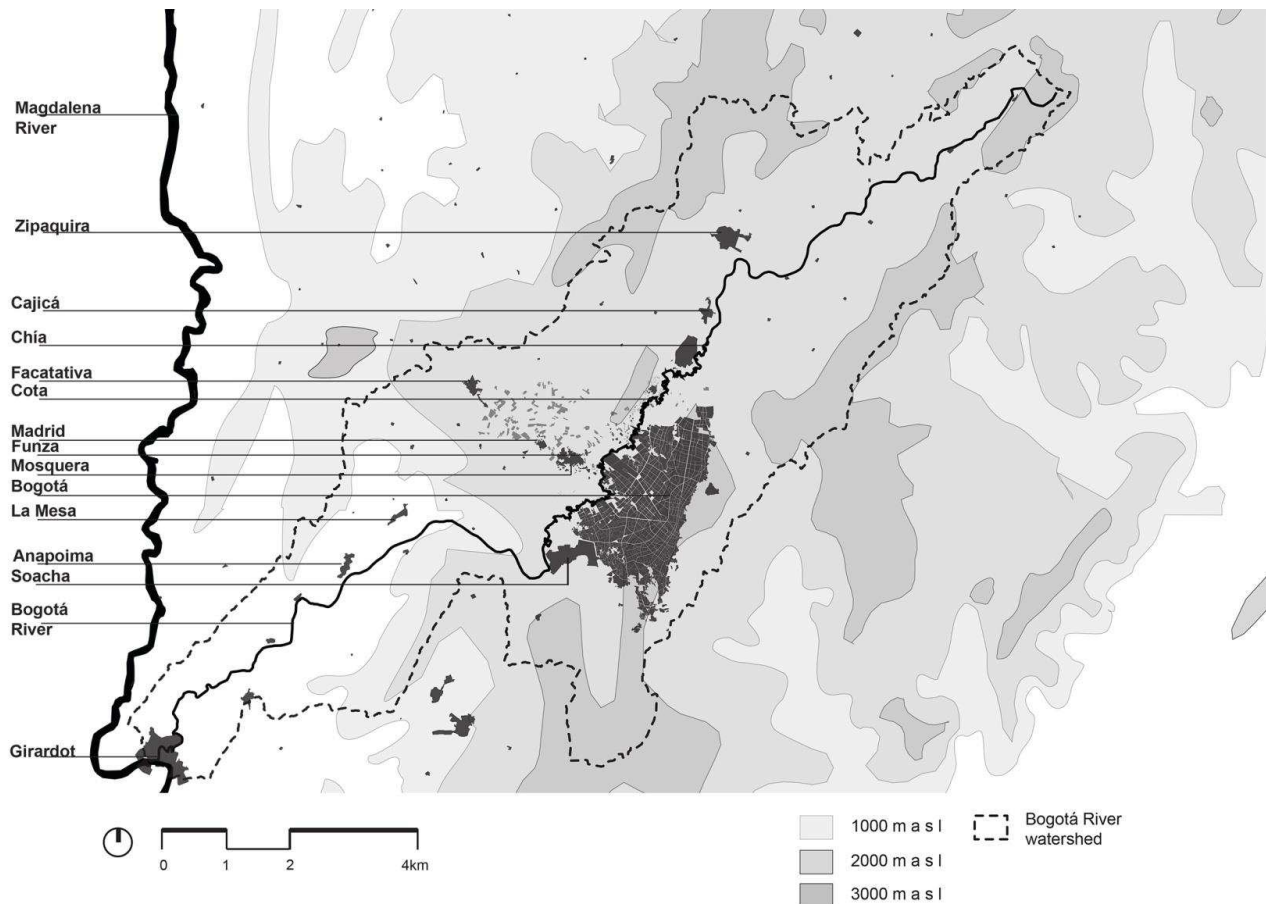 Magdalena
River
Zipaquira
Cajicá
Chía
Facatativa
Cota
Madrid
Funza
Mosquera
Bogotá
La Mesa
Anapoima
Soacha
Bogotá
River
Girardot
0 1 2 4km
1000 m a s l
2000 m a s l
3000 m a s l
Bogotá River
watershed